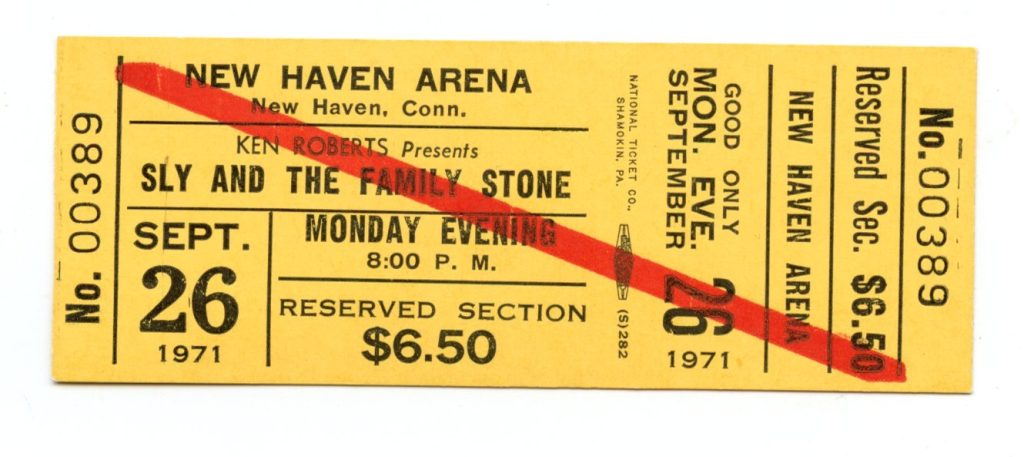 No. 00389
NEW HAVEN ARENA
New Haven, Conn.
KEN ROBERTS Presents
SLY AND THE FAMILY STONE
SEPT.
26
1971
MONDAY EVENING
8:00 P. M.
RESERVED SECTION
$6.50
NATIONAL TICKET CO.,
SHAMOKIN, PA.
(S)282
GOOD ONLY
MON. EVE.
SEPTEMBER
26
1971
NEW HAVEN ARENA
Reserved Sec. $6.50
No. 00389